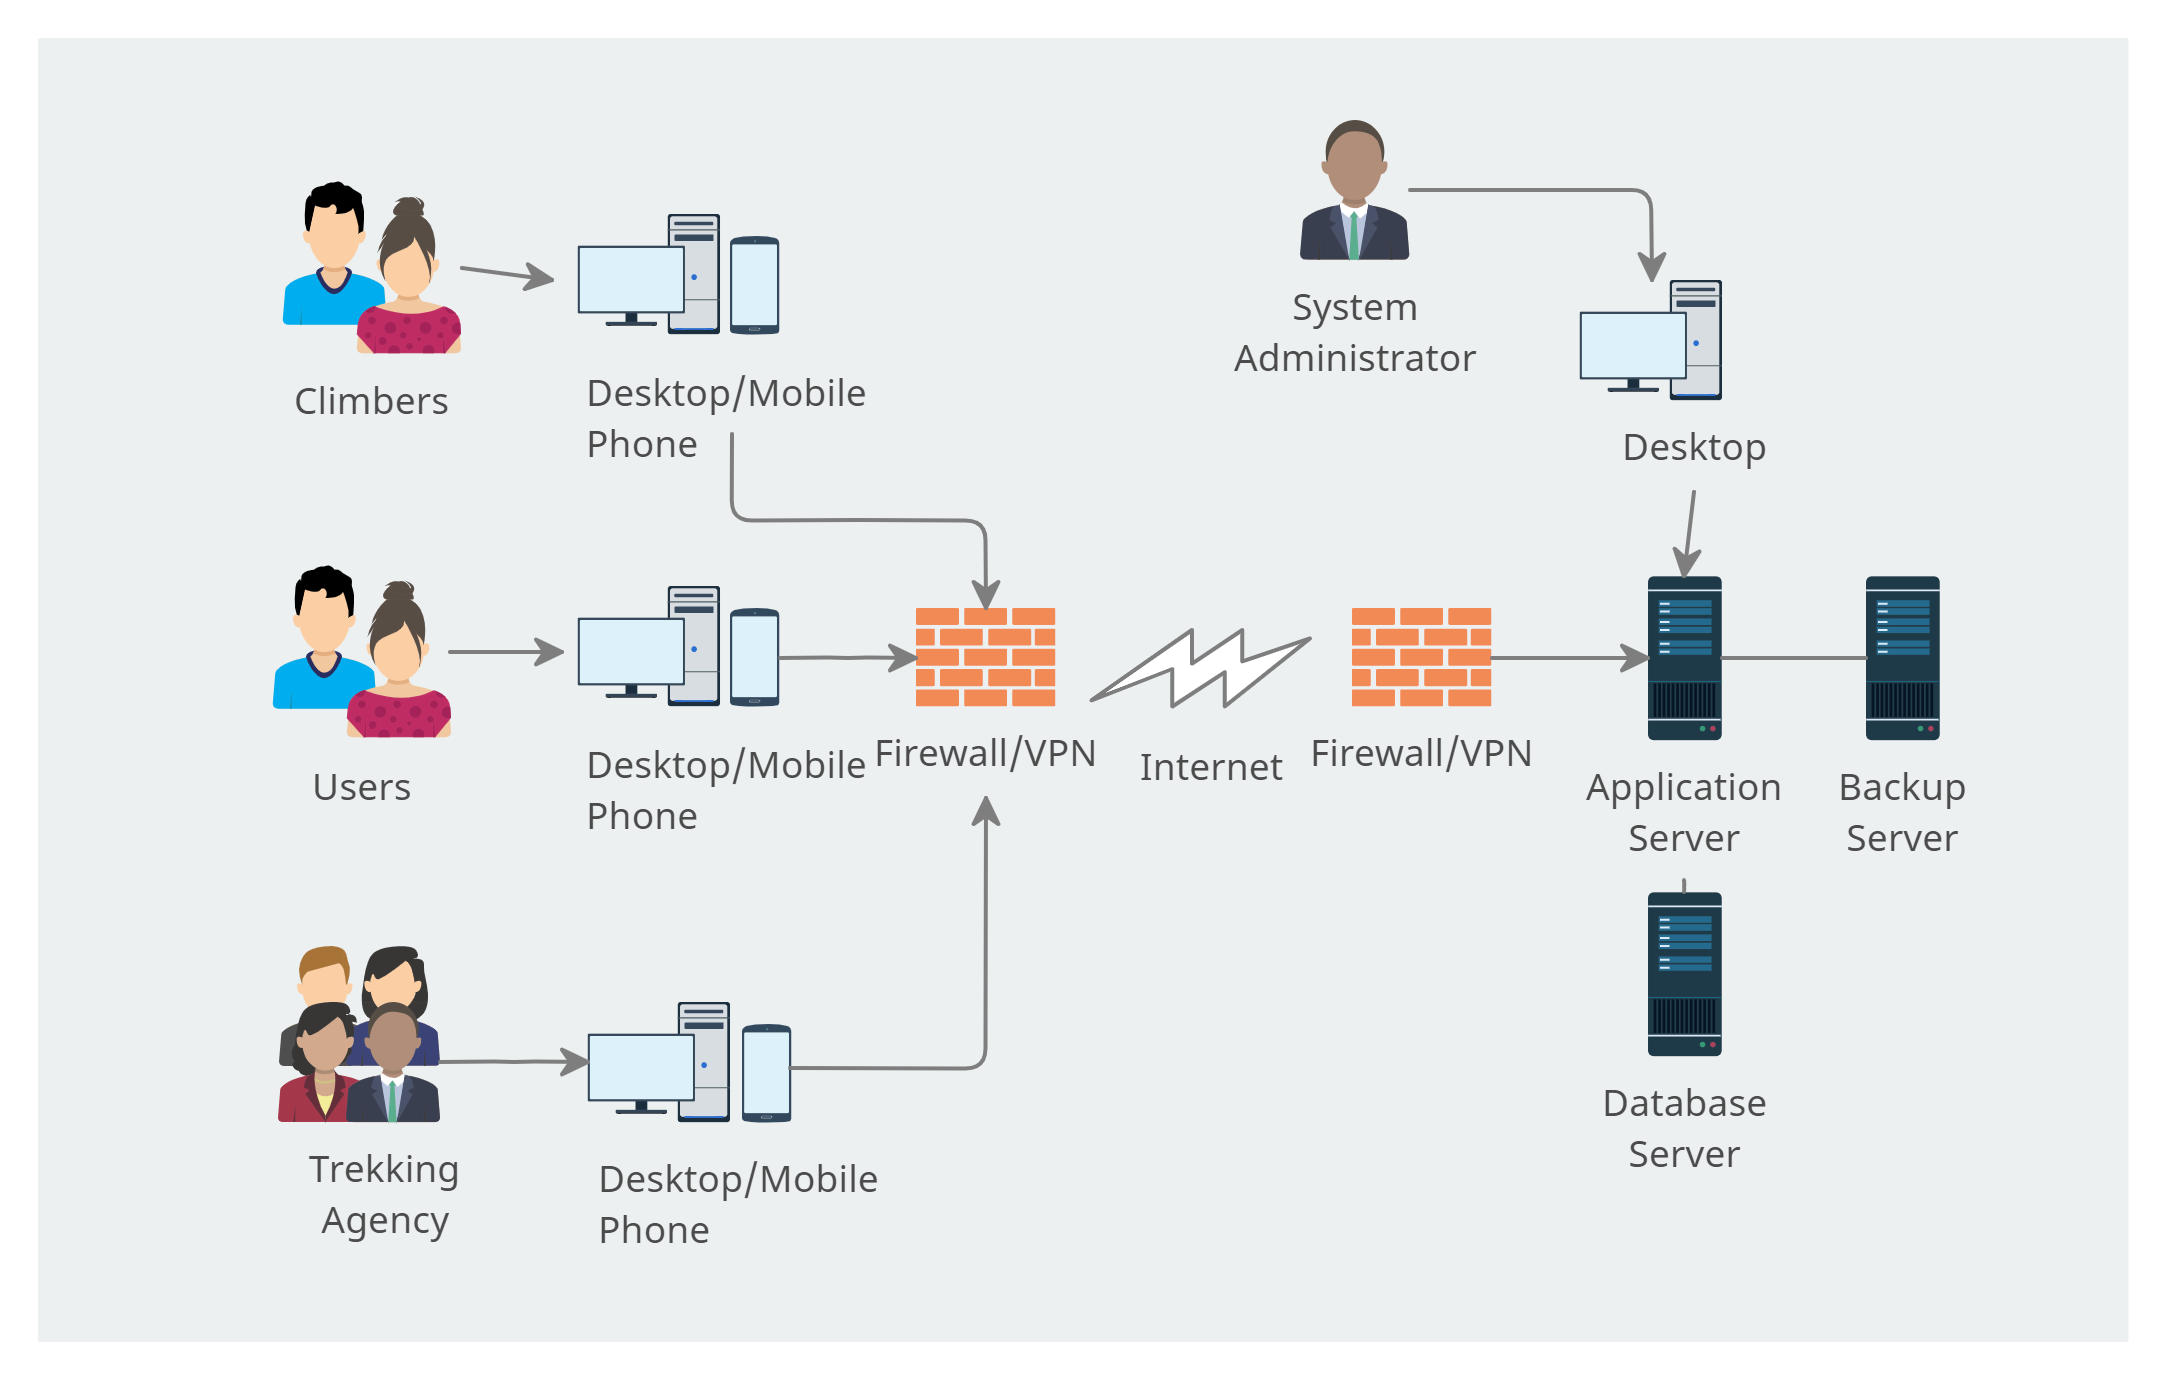 System
Administrator
Climbers
Desktop/Mobile
Phone
Desktop
Users
Desktop/Mobile
Phone
Firewall/VPN
Internet
Firewall/VPN
Application
Server
Backup
Server
Trekking
Agency
Desktop/Mobile
Phone
Database
Server